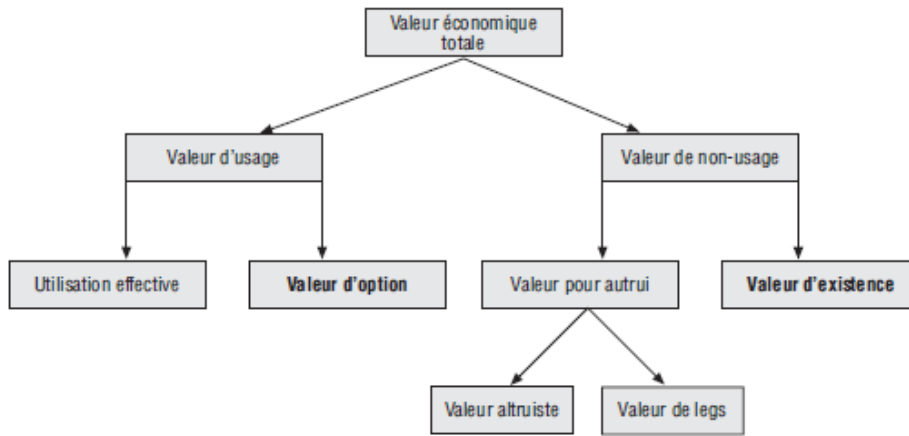 Valeur économique
totale
Valeur d'usage
Valeur de non-usage
Utilisation effective
Valeur d'option
Valeur pour autrui
Valeur d'existence
Valeur altruiste
Valeur de legs